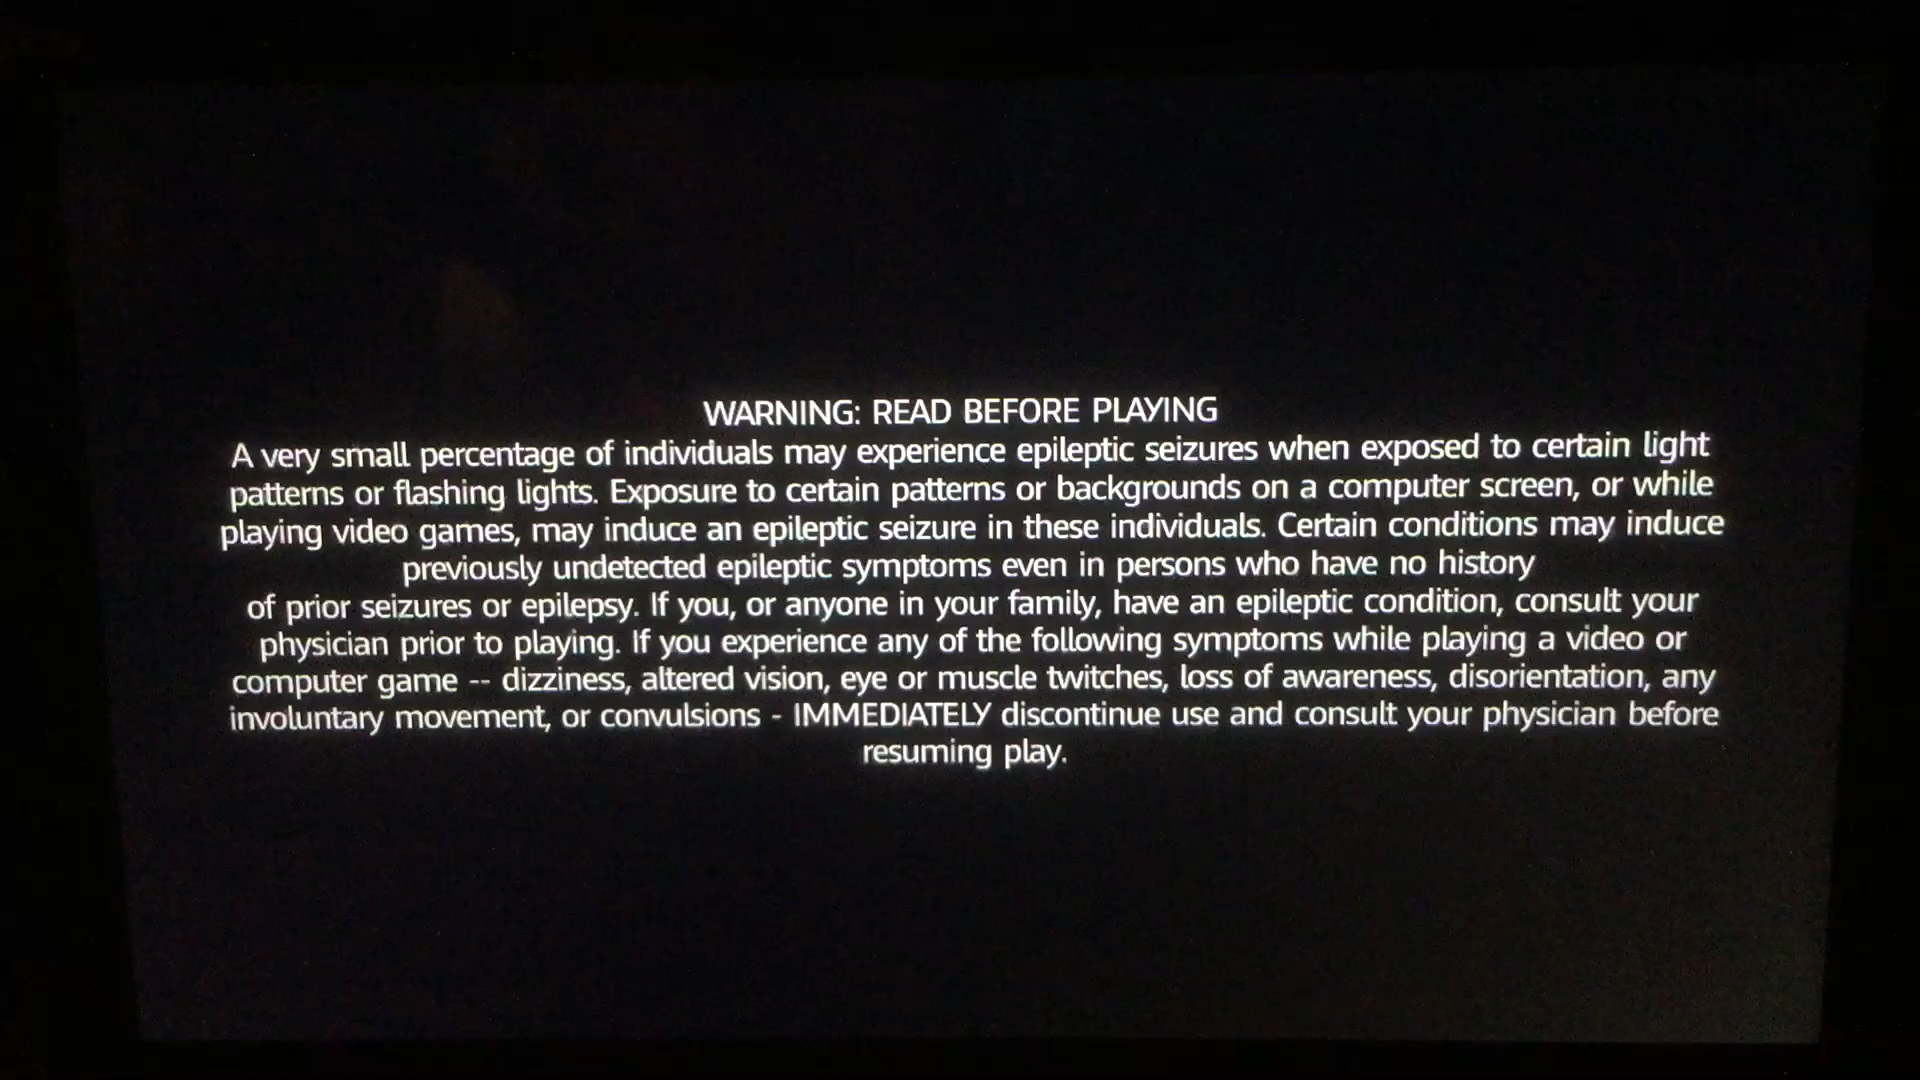 WARNING: READ BEFORE PLAYING
A very small percentage of individuals may experience epileptic seizures when exposed to certain light
patterns or flashing lights. Exposure to certain patterns or backgrounds on a computer screen, or while
playing video games, may induce an epileptic seizure in these individuals. Certain conditions may induce
previously undetected epileptic symptoms even in persons who have no history
of prior seizures or epilepsy. If you, or anyone in your family, have an epileptic condition, consult your
physician prior to playing. If you experience any of the following symptoms while playing a video or
computer game -- dizziness, altered vision, eye or muscle twitches, loss of awareness, disorientation, any
involuntary movement, or convulsions - IMMEDIATELY discontinue use and consult your physician before
resuming play.